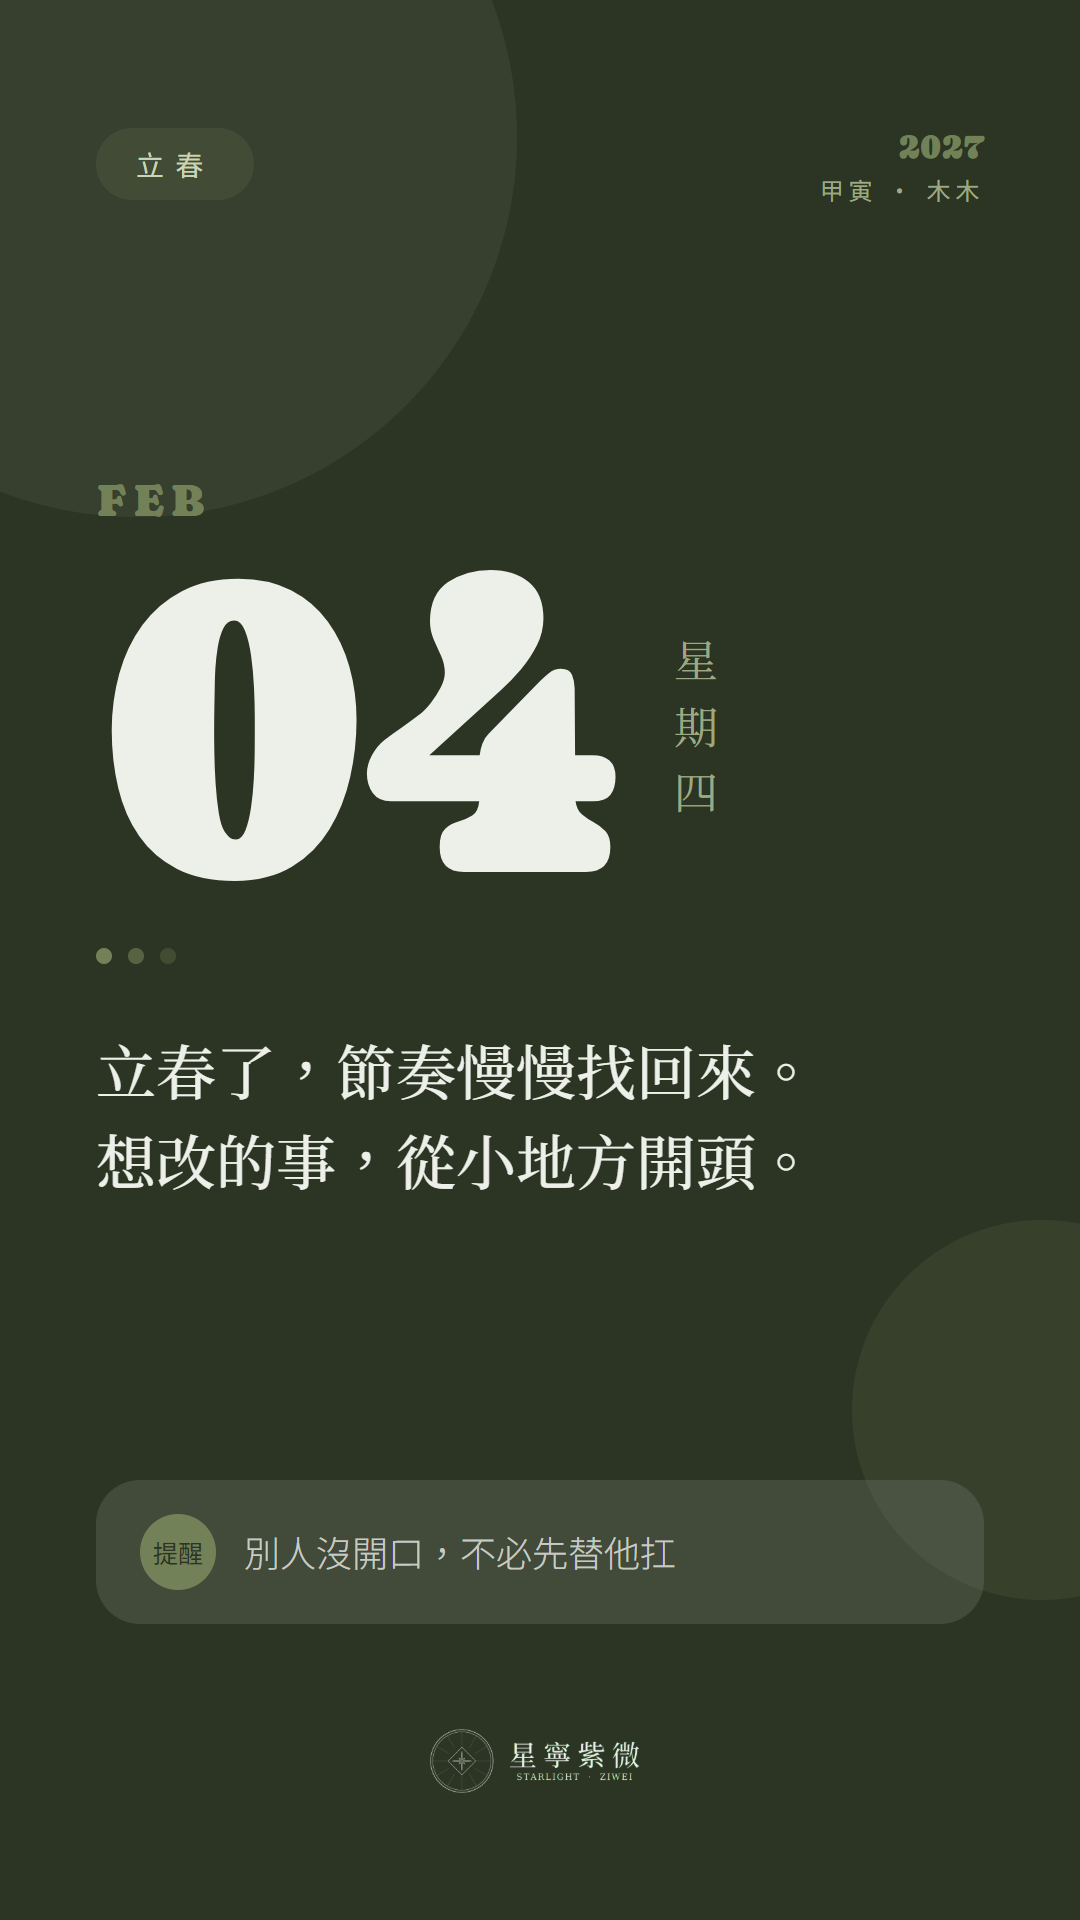 立春
2027
甲寅 · 木木
FEB
04
星期四
立春了，節奏慢慢找回來。
想改的事，從小地方開頭。
提醒
別人沒開口，不必先替他扛
星寧紫微
STARLIGHT · ZIWEI